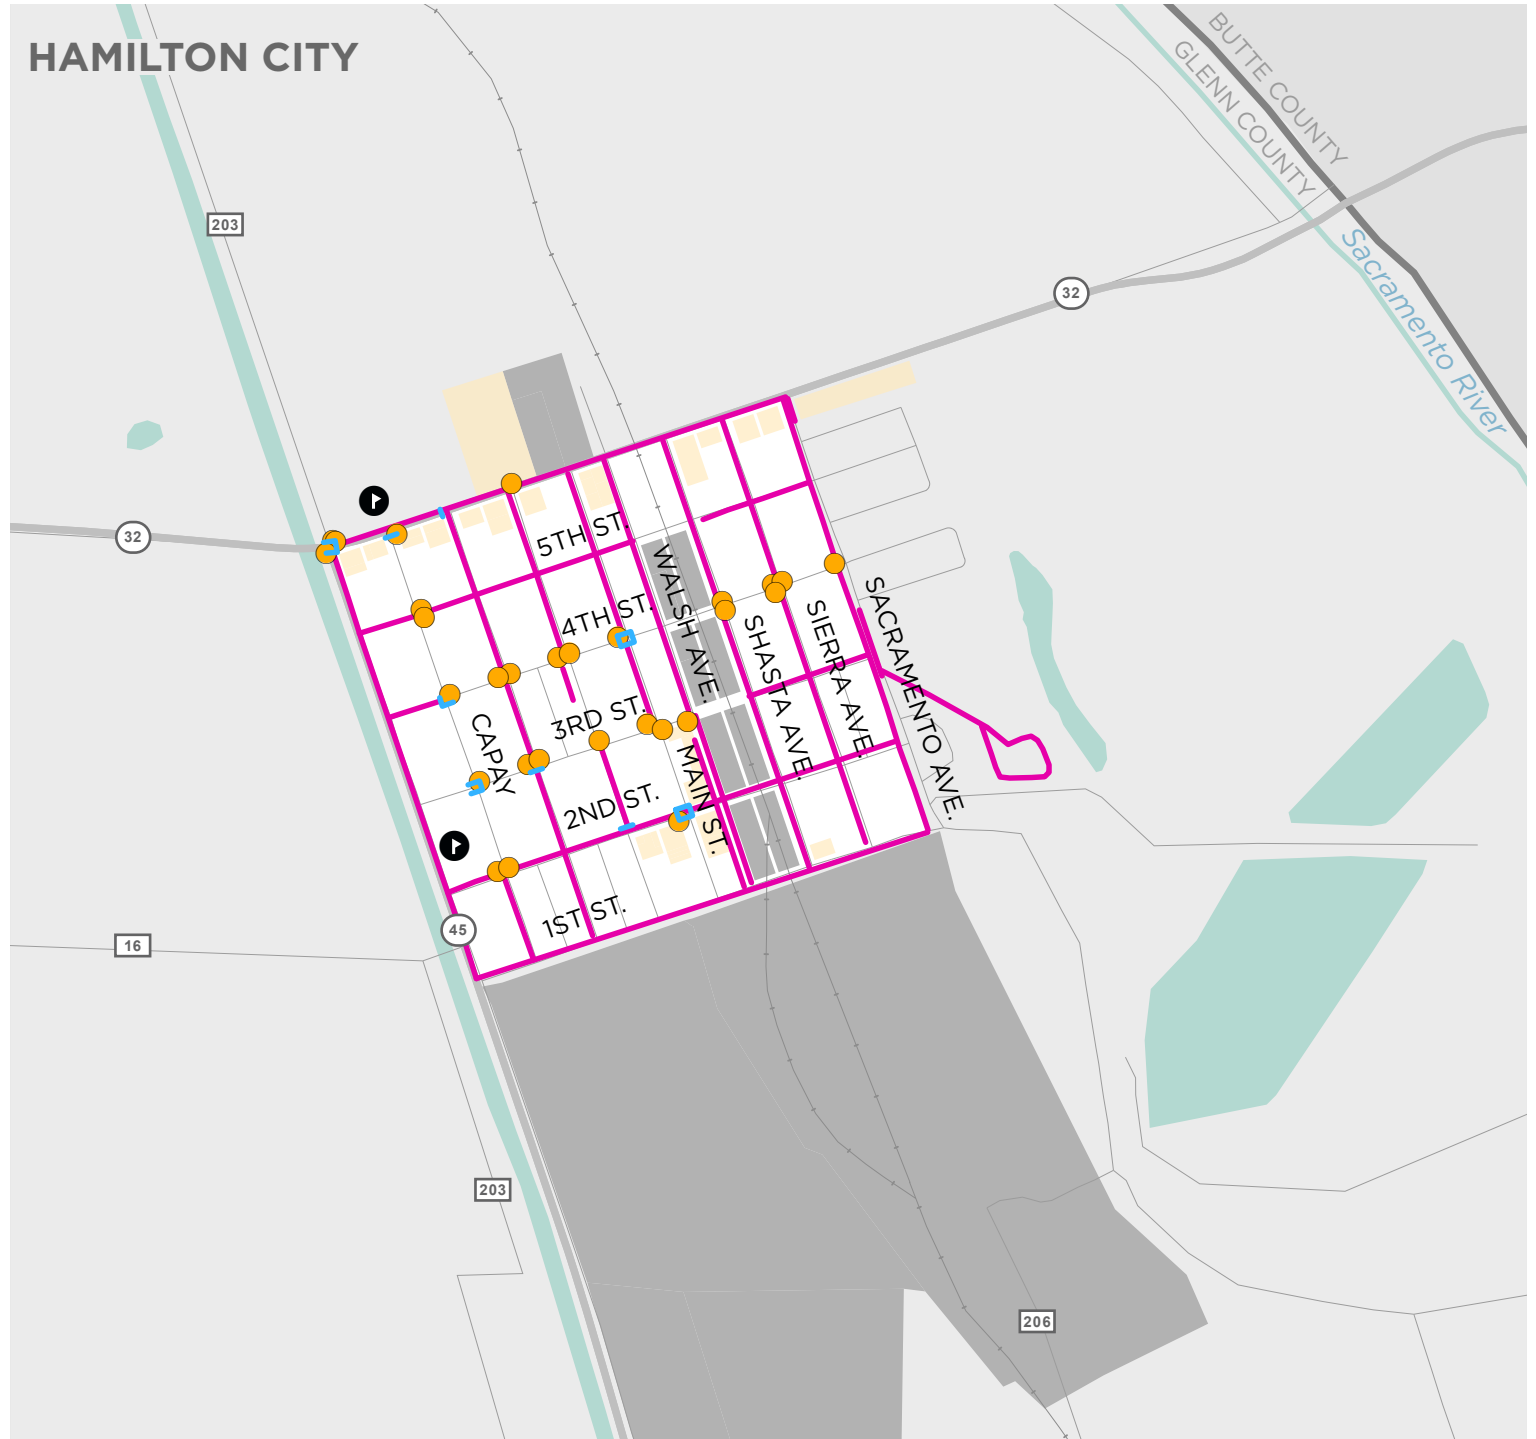 HAMILTON CITY
BUTTE COUNTY
GLENN COUNTY
203
Sacramento River
32
32
5TH ST.
WALSH AVE.
4TH ST.
SACRAMENTO AVE.
SIERRA AVE.
SHASTA AVE.
3RD ST.
CAPAY
MAIN ST.
2ND ST.
1ST ST.
45
16
203
206